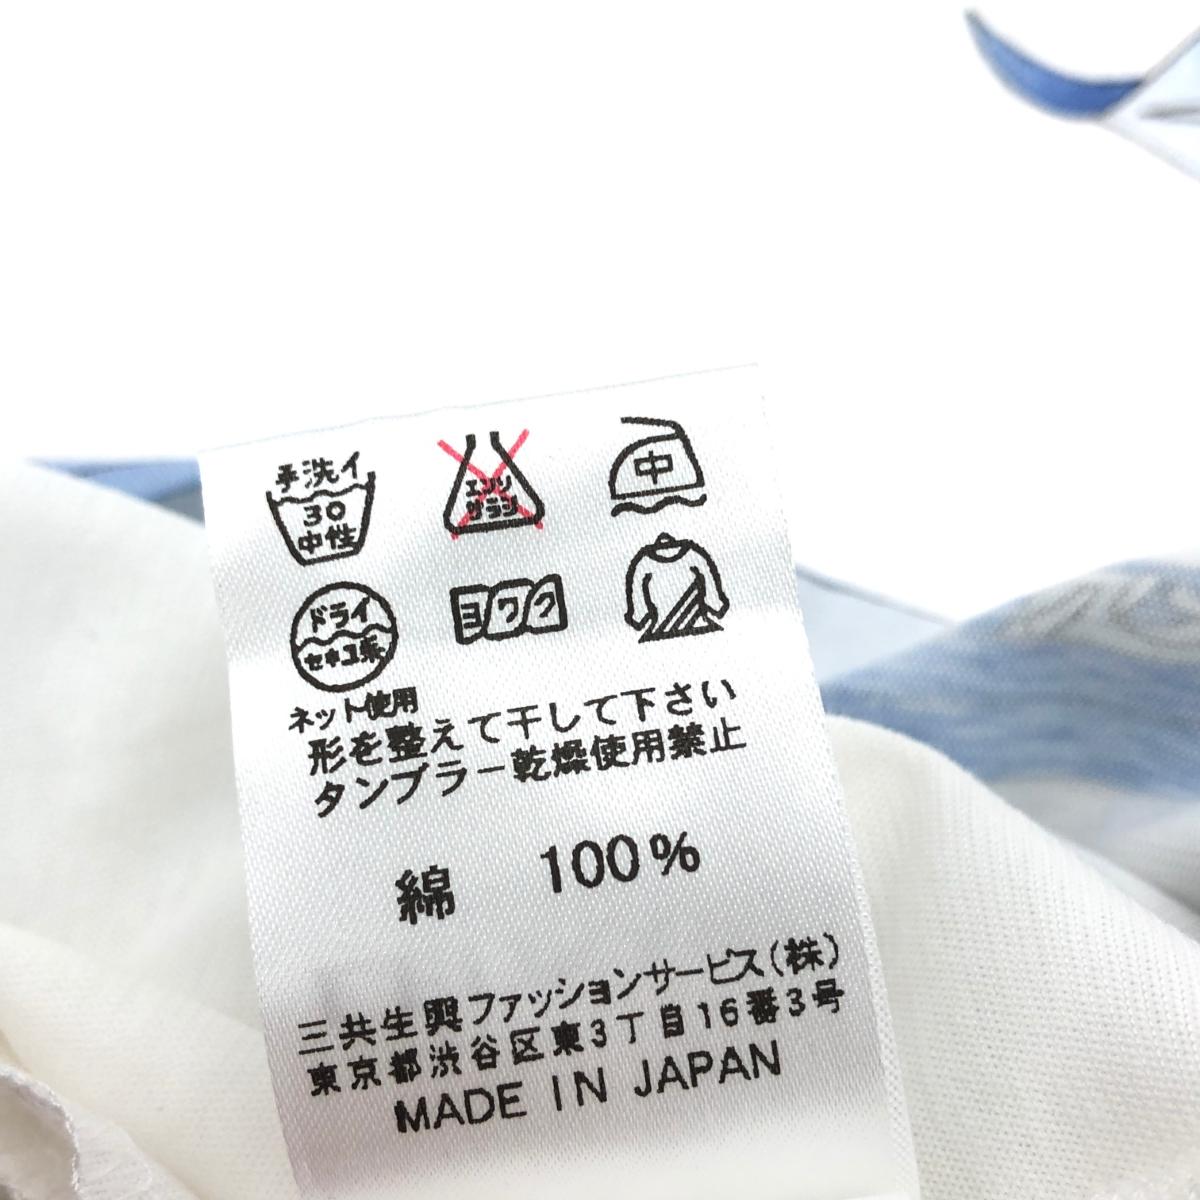 手洗イ
30
中性
エンソ
サラシ
中
ドライ
セキユ系
ヨワク
ネット使用
形を整えて干して下さい
タンブラー乾燥使用禁止
綿 100%
三共生興ファッションサービス(株)
東京都渋谷区東3丁目16番3号
MADE IN JAPAN